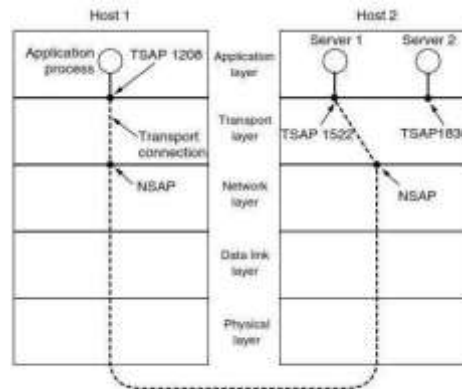 Host 1
Host 2
Application process
TSAP 1208
Application layer
Server 1
Server 2
Transport connection
Transport layer
TSAP 1522
NSAP
Network layer
NSAP
Data link layer
Physical layer